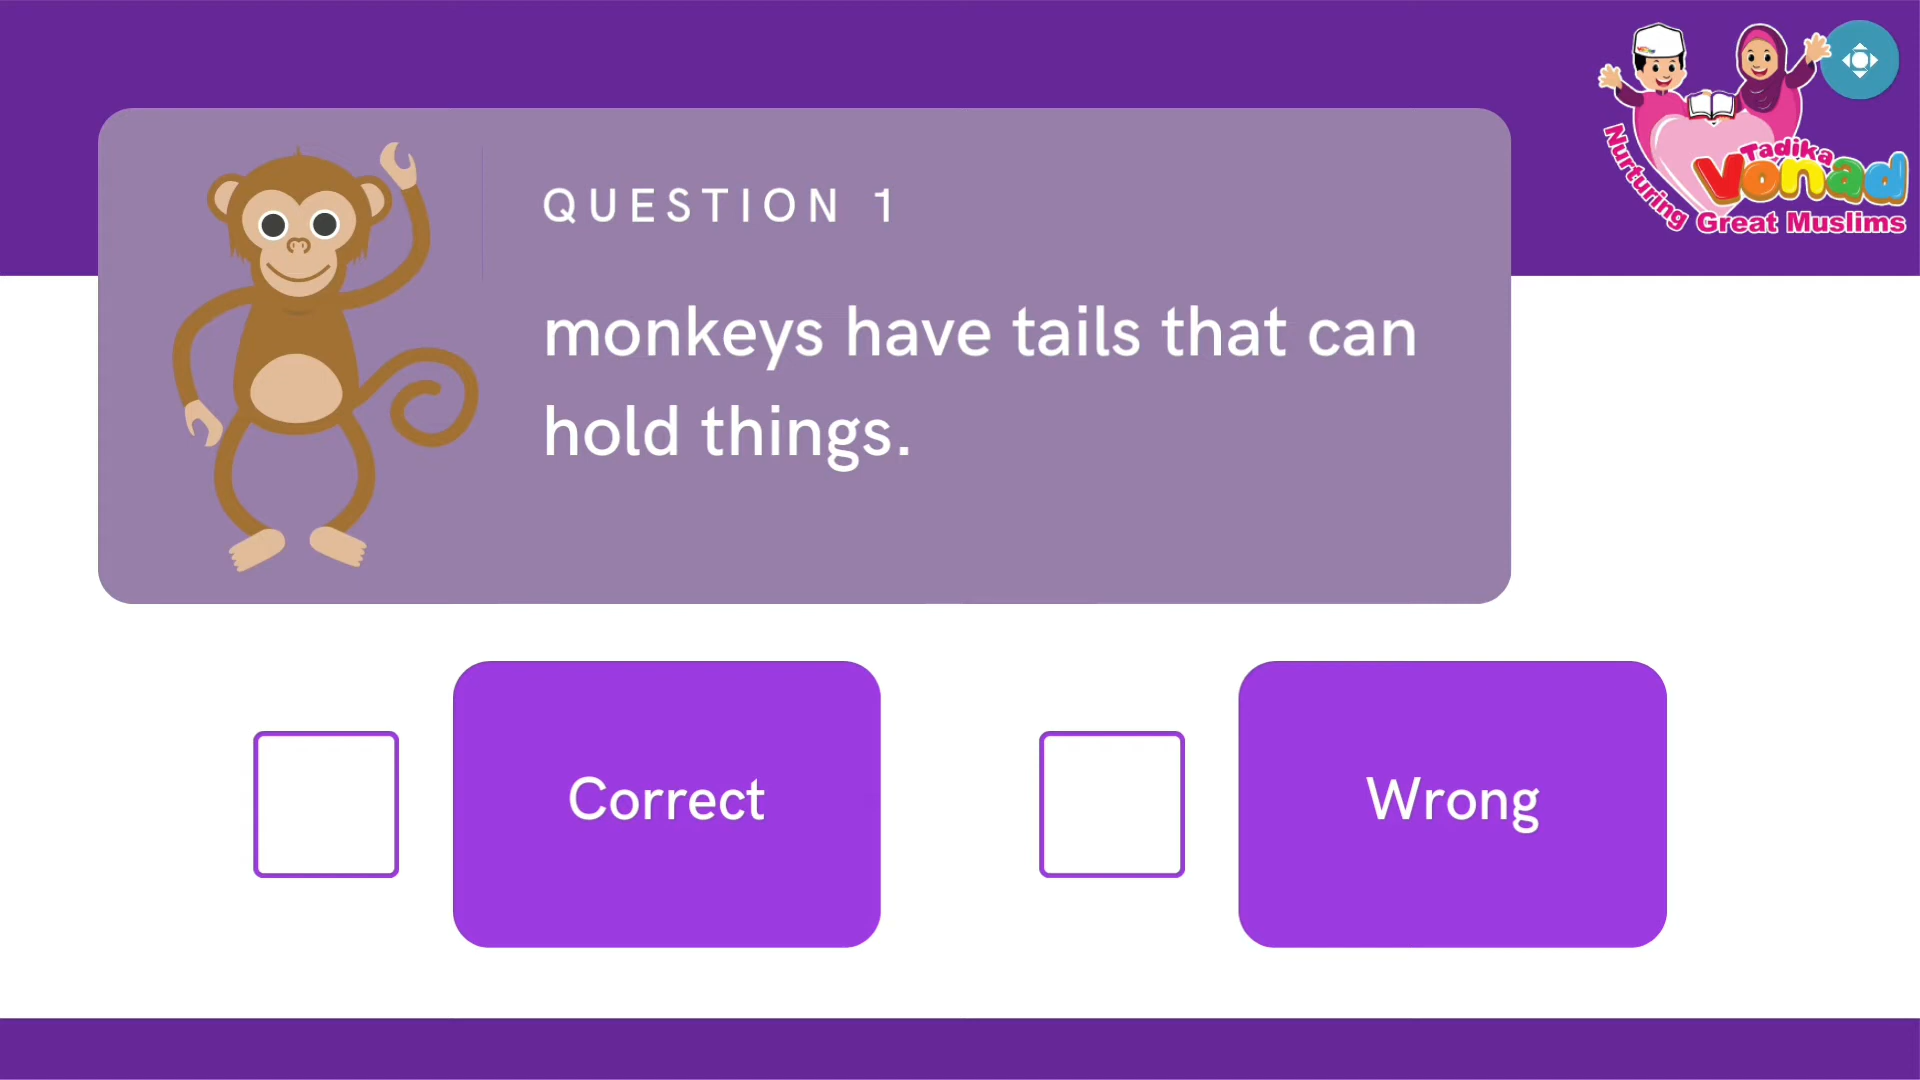 QUESTION 1
monkeys have tails that can
hold things.
Correct
Wrong
Tadika
Vonad
Nurturing
Great Muslims